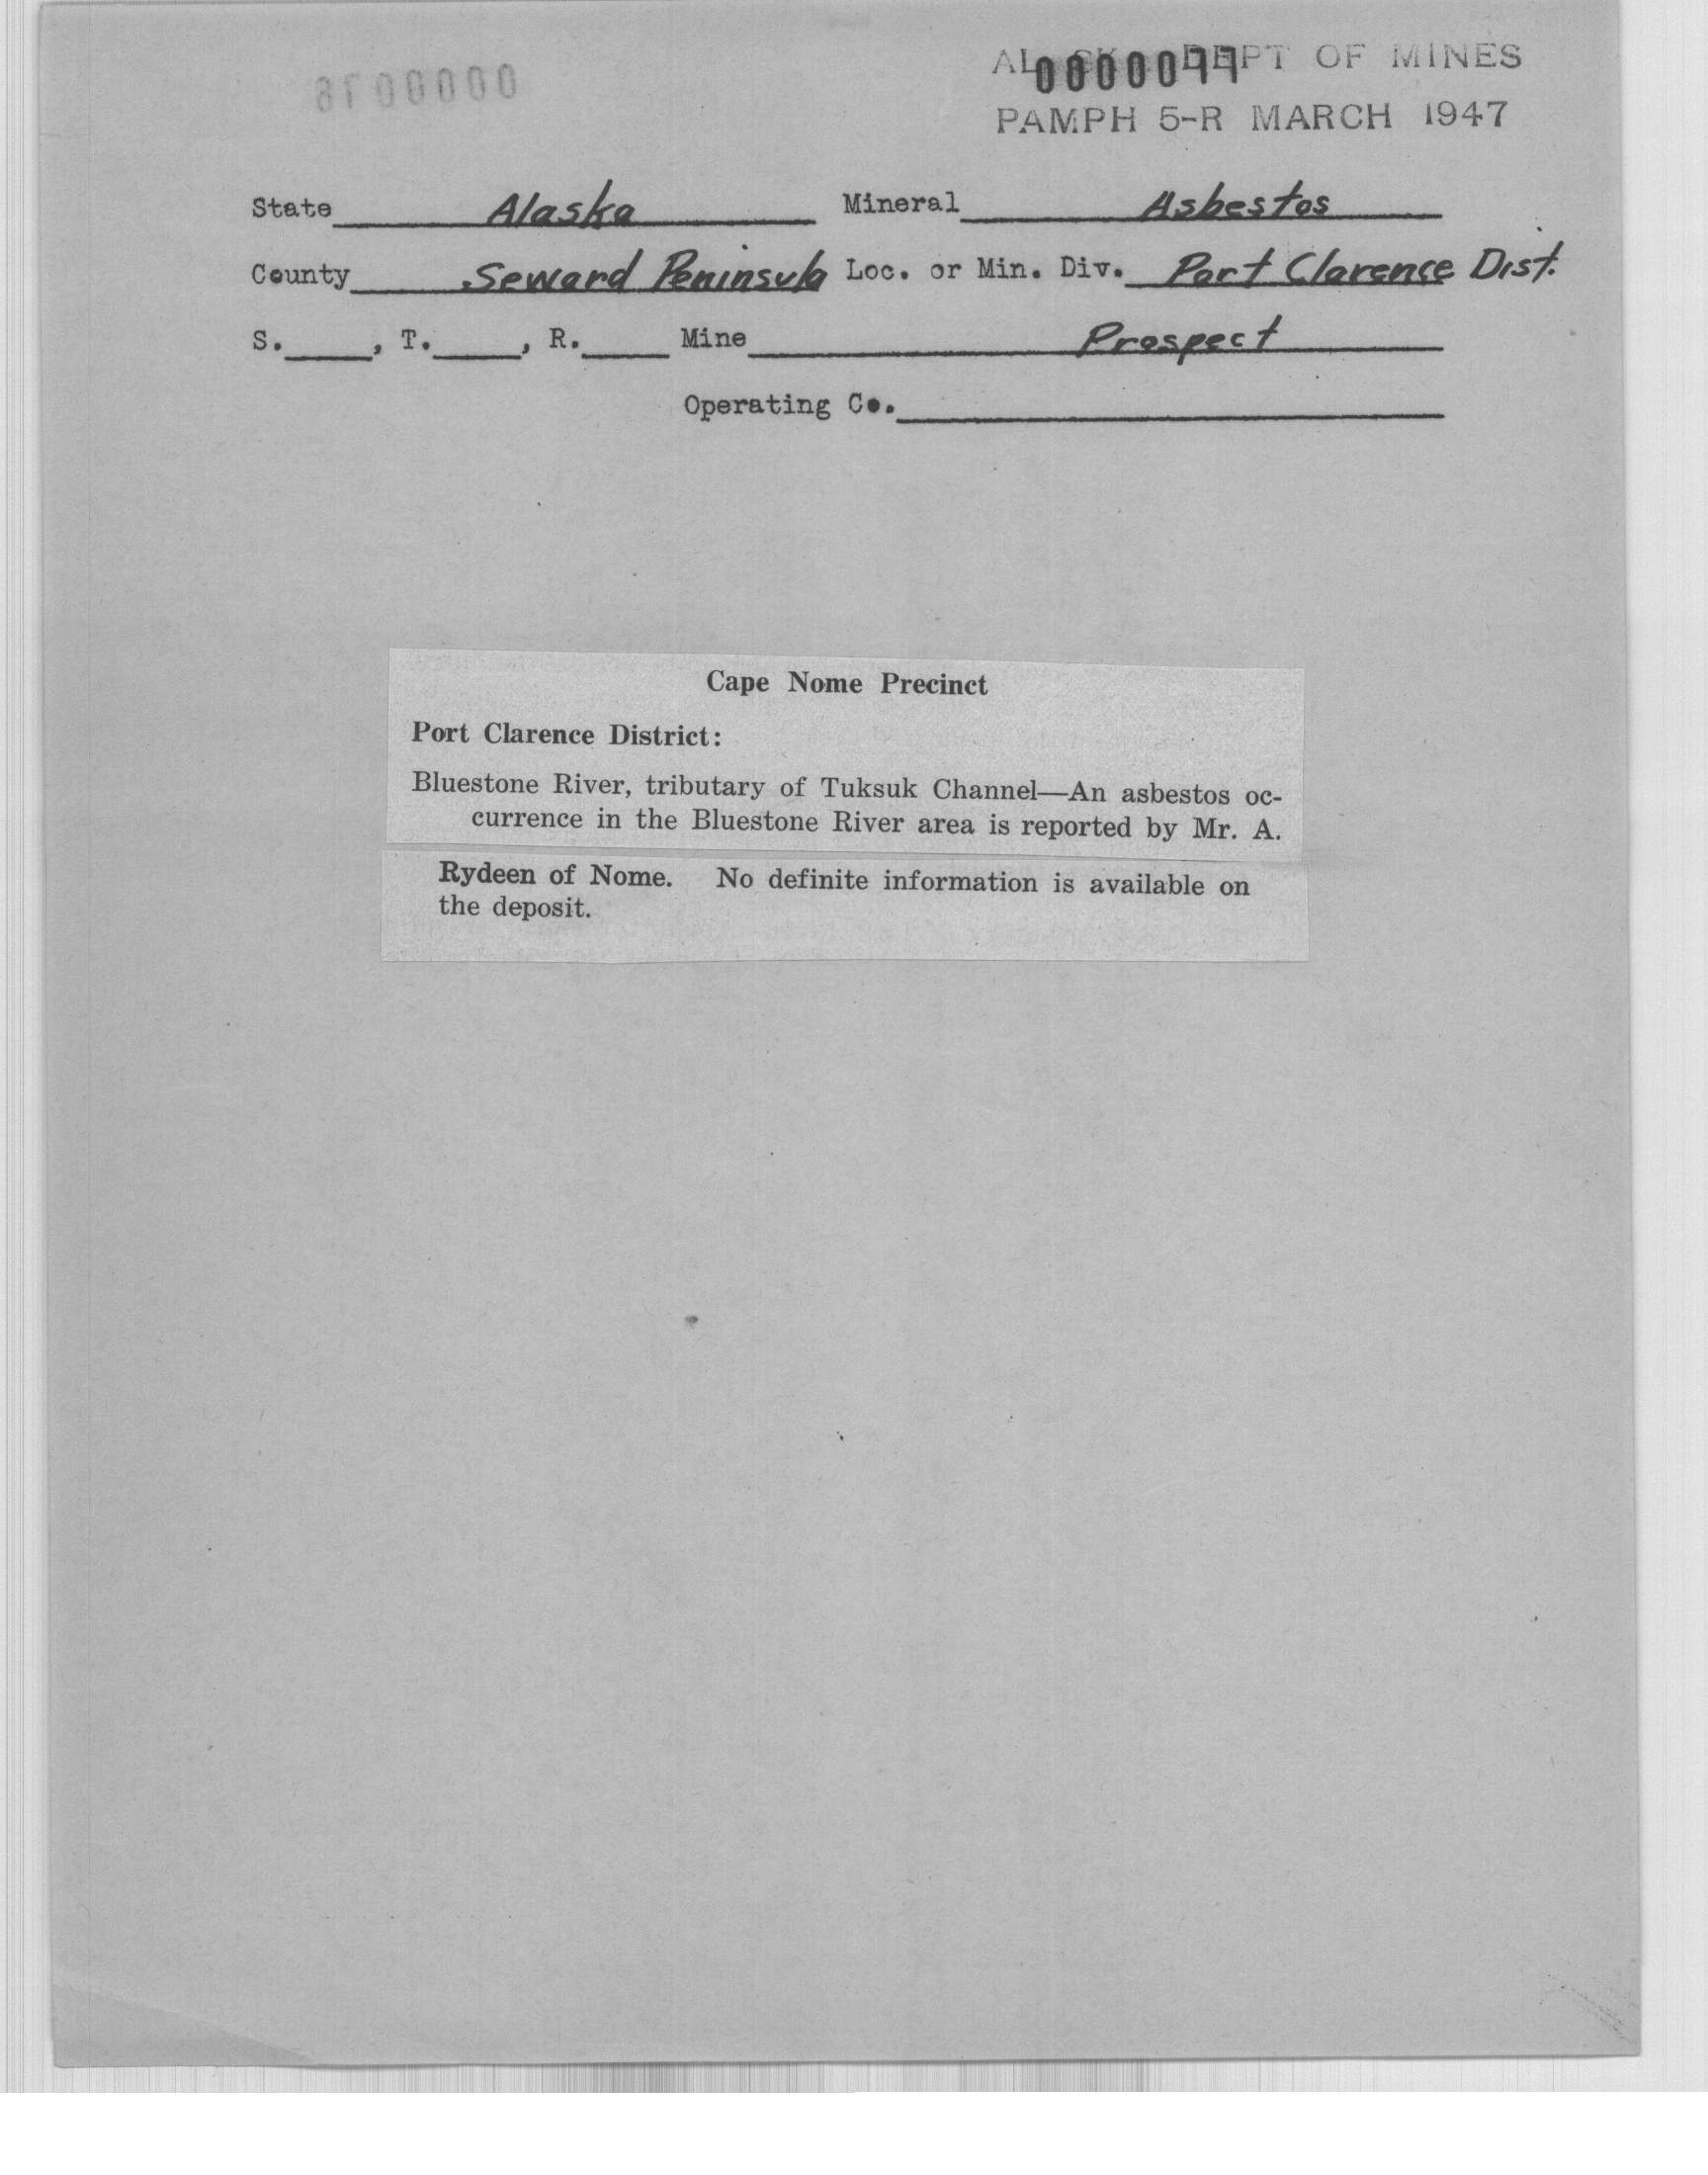 DEPT OF MINES
0000077
PAMPH 5-R MARCH 1947
State Alaska Mineral Asbestos
County Seward Peninsula Loc. or Min. Div. Port Clarence Dist.
S. , T. , R. Mine Prospect
Operating Co.
Cape Nome Precinct
Port Clarence District:
Bluestone River, tributary of Tuksuk Channel—An asbestos oc-
currence in the Bluestone River area is reported by Mr. A.
Rydeen of Nome. No definite information is available on
the deposit.